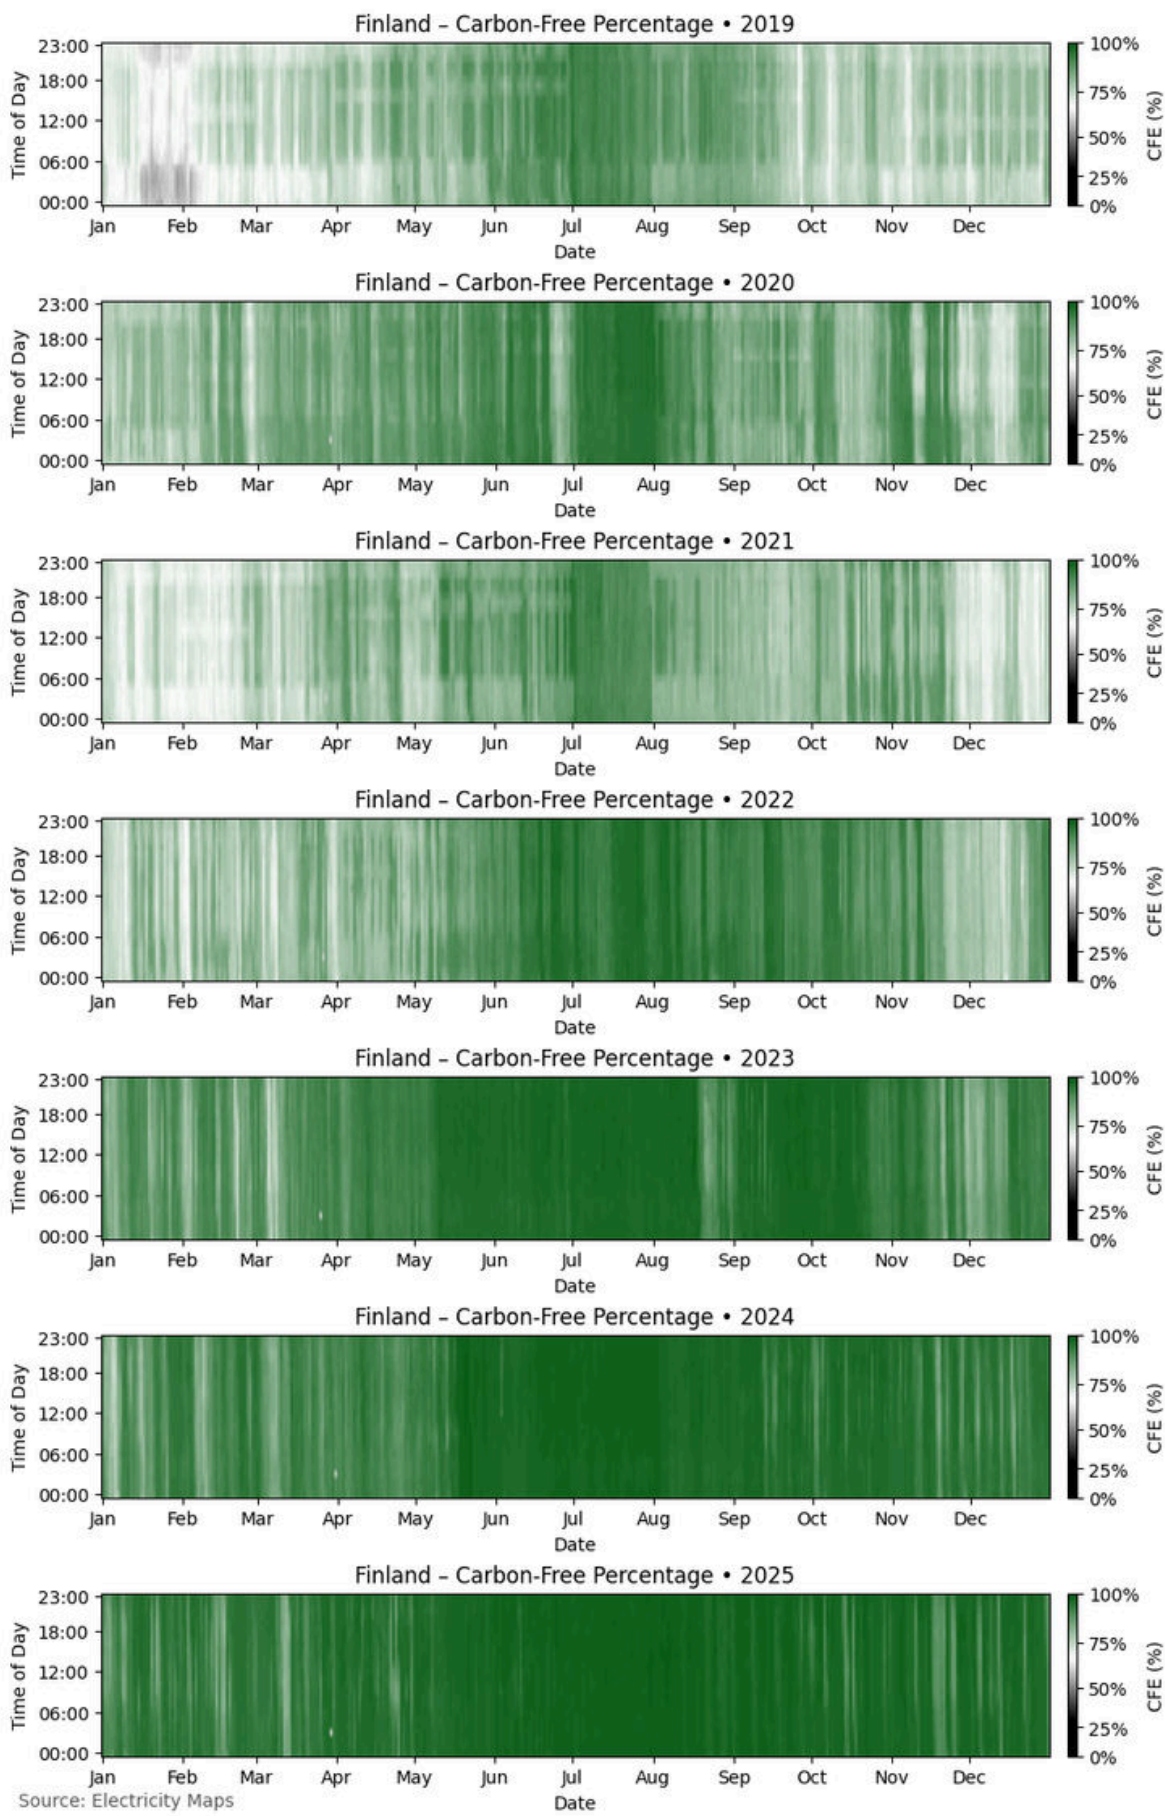 Finland – Carbon-Free Percentage • 2019
23:00
18:00
12:00
06:00
00:00
Time of Day
Jan Feb Mar Apr May Jun Jul Aug Sep Oct Nov Dec
Date
100%
75%
50%
25%
0%
CFE (%)
Finland – Carbon-Free Percentage • 2020
23:00
18:00
12:00
06:00
00:00
Time of Day
Jan Feb Mar Apr May Jun Jul Aug Sep Oct Nov Dec
Date
100%
75%
50%
25%
0%
CFE (%)
Finland – Carbon-Free Percentage • 2021
23:00
18:00
12:00
06:00
00:00
Time of Day
Jan Feb Mar Apr May Jun Jul Aug Sep Oct Nov Dec
Date
100%
75%
50%
25%
0%
CFE (%)
Finland – Carbon-Free Percentage • 2022
23:00
18:00
12:00
06:00
00:00
Time of Day
Jan Feb Mar Apr May Jun Jul Aug Sep Oct Nov Dec
Date
100%
75%
50%
25%
0%
CFE (%)
Finland – Carbon-Free Percentage • 2023
23:00
18:00
12:00
06:00
00:00
Time of Day
Jan Feb Mar Apr May Jun Jul Aug Sep Oct Nov Dec
Date
100%
75%
50%
25%
0%
CFE (%)
Finland – Carbon-Free Percentage • 2024
23:00
18:00
12:00
06:00
00:00
Time of Day
Jan Feb Mar Apr May Jun Jul Aug Sep Oct Nov Dec
Date
100%
75%
50%
25%
0%
CFE (%)
Finland – Carbon-Free Percentage • 2025
23:00
18:00
12:00
06:00
00:00
Time of Day
Jan Feb Mar Apr May Jun Jul Aug Sep Oct Nov Dec
Date
100%
75%
50%
25%
0%
CFE (%)
Source: Electricity Maps